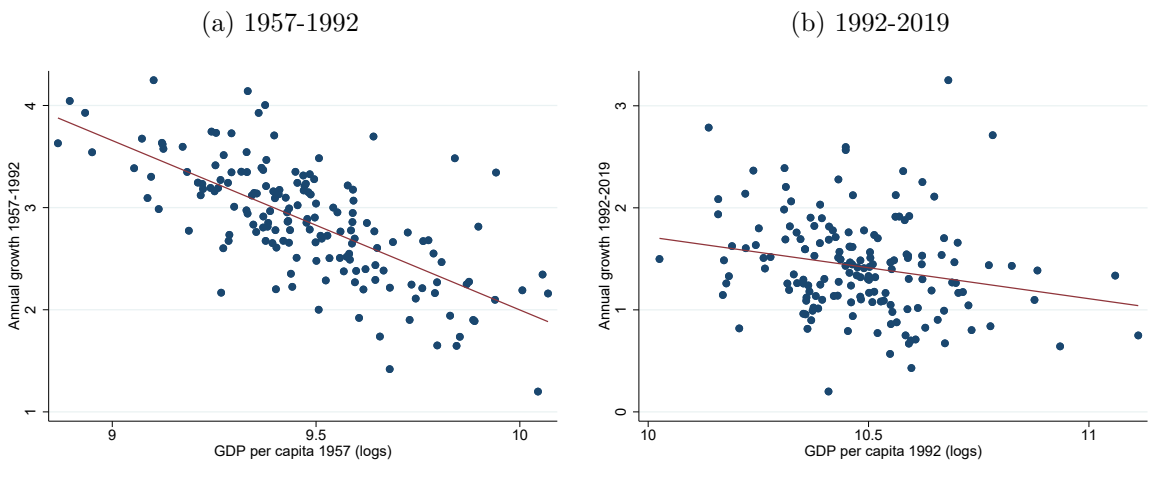 (a) 1957-1992
Annual growth 1957-1992
4
3
2
1
9
9.5
10
GDP per capita 1957 (logs)
(b) 1992-2019
Annual growth 1992-2019
3
2
1
0
10
10.5
11
GDP per capita 1992 (logs)